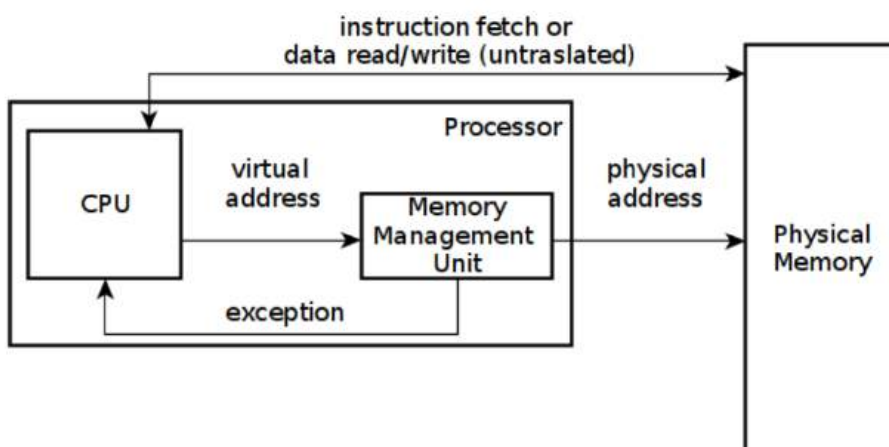 instruction fetch or
data read/write (untraslated)
Processor
CPU
virtual
address
Memory
Management
Unit
physical
address
Physical
Memory
exception